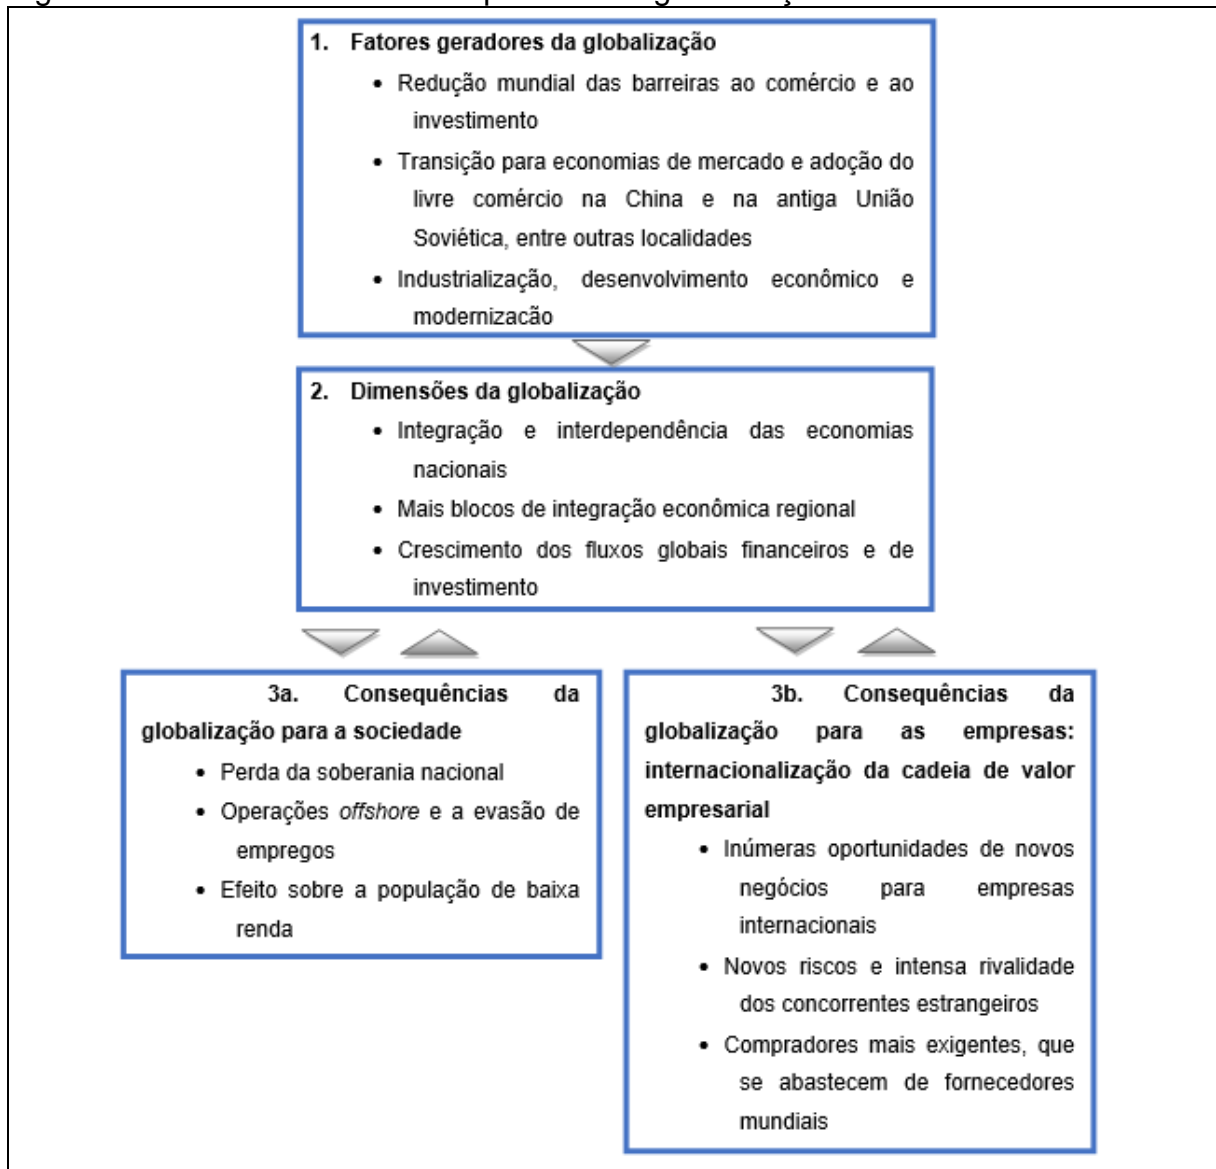 1. Fatores geradores da globalização
• Redução mundial das barreiras ao comércio e ao
investimento
• Transição para economias de mercado e adoção do
livre comércio na China e na antiga União
Soviética, entre outras localidades
• Industrialização, desenvolvimento econômico e
modernizacão
2. Dimensões da globalização
• Integração e interdependência das economias
nacionais
• Mais blocos de integração econômica regional
• Crescimento dos fluxos globais financeiros e de
investimento
3a. Consequências da
globalização para a sociedade
• Perda da soberania nacional
• Operações offshore e a evasão de
empregos
• Efeito sobre a população de baixa
renda
3b. Consequências da
globalização para as empresas:
internacionalização da cadeia de valor
empresarial
• Inúmeras oportunidades de novos
negócios para empresas
internacionais
• Novos riscos e intensa rivalidade
dos concorrentes estrangeiros
• Compradores mais exigentes, que
se abastecem de fornecedores
mundiais